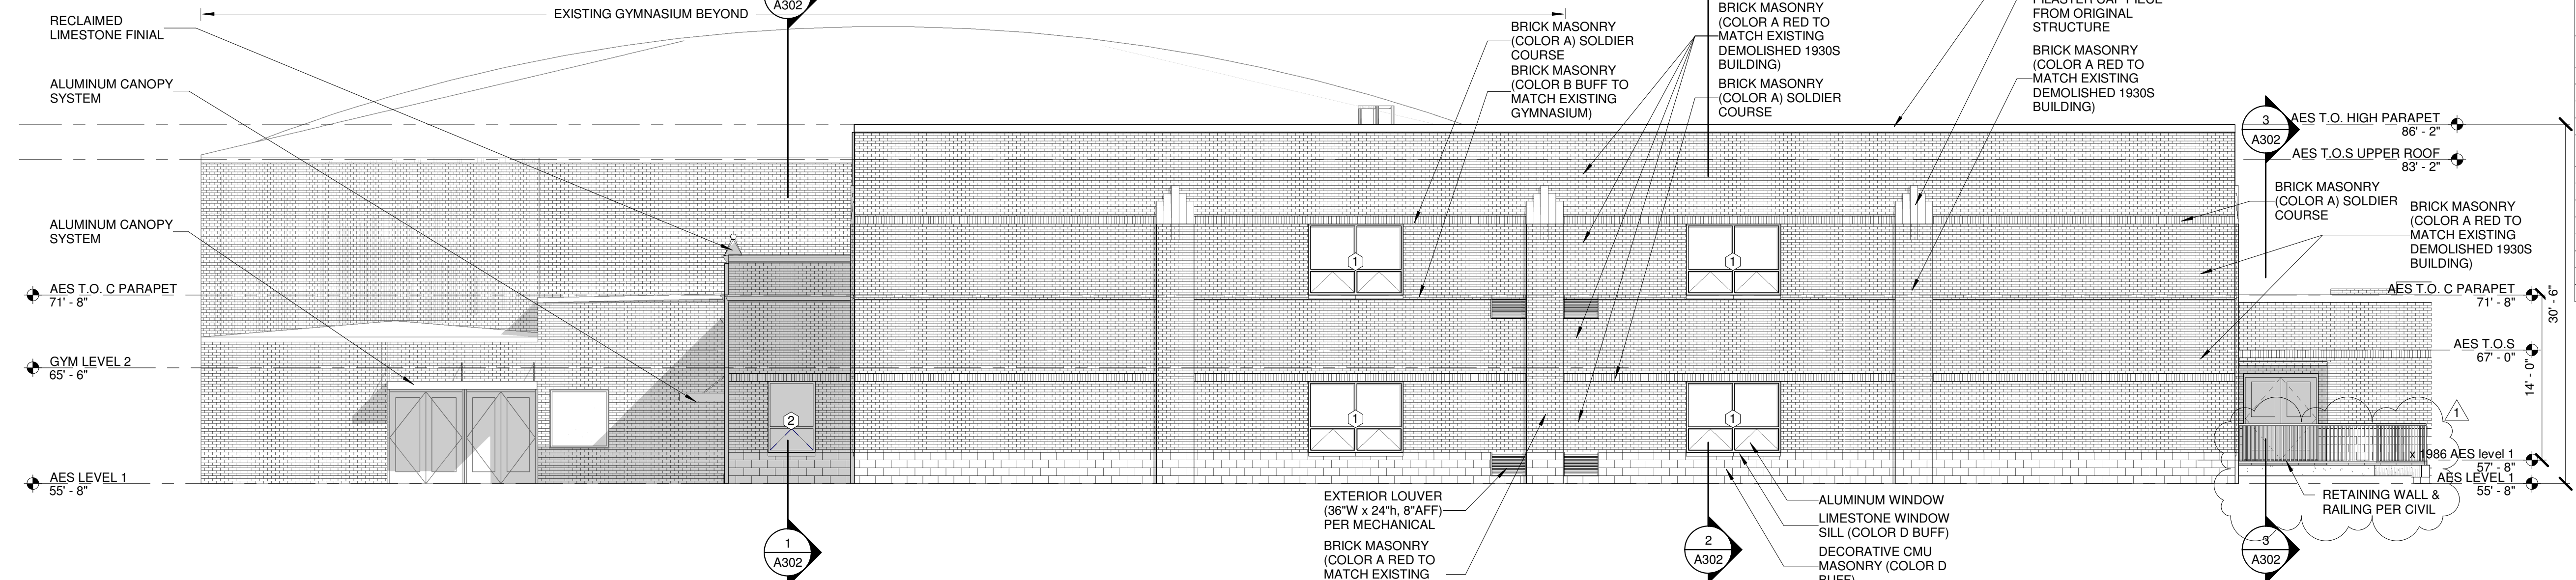 RECLAIMED
LIMESTONE FINIAL
ALUMINUM CANOPY
SYSTEM
ALUMINUM CANOPY
SYSTEM
AES T.O. C PARAPET
71' - 8"
GYM LEVEL 2
65' - 6"
AES LEVEL 1
55' - 8"
EXISTING GYMNASIUM BEYOND
A302
2
1
A302
1
1
1
1
BRICK MASONRY
(COLOR A) SOLDIER
COURSE
BRICK MASONRY
(COLOR B BUFF TO
MATCH EXISTING
GYMNASIUM)
BRICK MASONRY
(COLOR A RED TO
MATCH EXISTING
DEMOLISHED 1930S
BUILDING)
BRICK MASONRY
(COLOR A) SOLDIER
COURSE
FROM ORIGINAL
STRUCTURE
BRICK MASONRY
(COLOR A RED TO
MATCH EXISTING
DEMOLISHED 1930S
BUILDING)
EXTERIOR LOUVER
(36"W x 24"h, 8"AFF)
PER MECHANICAL
BRICK MASONRY
(COLOR A RED TO
MATCH EXISTING
2
A302
ALUMINUM WINDOW
LIMESTONE WINDOW
SILL (COLOR D BUFF)
DECORATIVE CMU
MASONRY (COLOR D
3
A302
AES T.O. HIGH PARAPET
86' - 2"
AES T.O.S UPPER ROOF
83' - 2"
BRICK MASONRY
(COLOR A) SOLDIER
COURSE
BRICK MASONRY
(COLOR A RED TO
MATCH EXISTING
DEMOLISHED 1930S
BUILDING)
AES T.O. C PARAPET
71' - 8"
30' - 6"
AES T.O.S
67' - 0"
14' - 0"
1
x 1986 AES level 1
57' - 8"
AES LEVEL 1
55' - 8"
RETAINING WALL &
RAILING PER CIVIL
3
A302